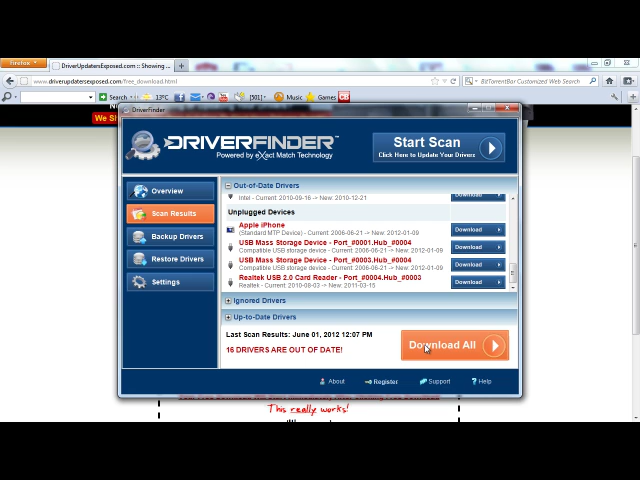 Firefox
DriverUpdatersExposed.com :: Showing ...
www.driverupdatersexposed.com/free_download.html
BitTorrentBar Customized Web Search
Search
13°C
[501]
Music
Games
We S
DriverFinder
DRIVERFINDER™
Powered by eXact Match Technology
Start Scan
Click Here to Update Your Drivers
Overview
Scan Results
Backup Drivers
Restore Drivers
Settings
Out-of-Date Drivers
Intel - Current: 2010-09-16 -> New: 2010-12-21
Download
Unplugged Devices
Apple iPhone
(Standard MTP Device) - Current: 2006-06-21 -> New: 2012-01-09
Download
USB Mass Storage Device - Port_#0001.Hub_#0004
Compatible USB storage device - Current: 2006-06-21 -> New: 2012-01-09
Download
USB Mass Storage Device - Port_#0003.Hub_#0004
Compatible USB storage device - Current: 2006-06-21 -> New: 2012-01-09
Download
Realtek USB 2.0 Card Reader - Port_#0004.Hub_#0003
Realtek - Current: 2010-08-03 -> New: 2011-03-15
Download
Ignored Drivers
Up-to-Date Drivers
Last Scan Results: June 01, 2012 12:07 PM
16 DRIVERS ARE OUT OF DATE!
Download All
About
Register
Support
Help
This really works!